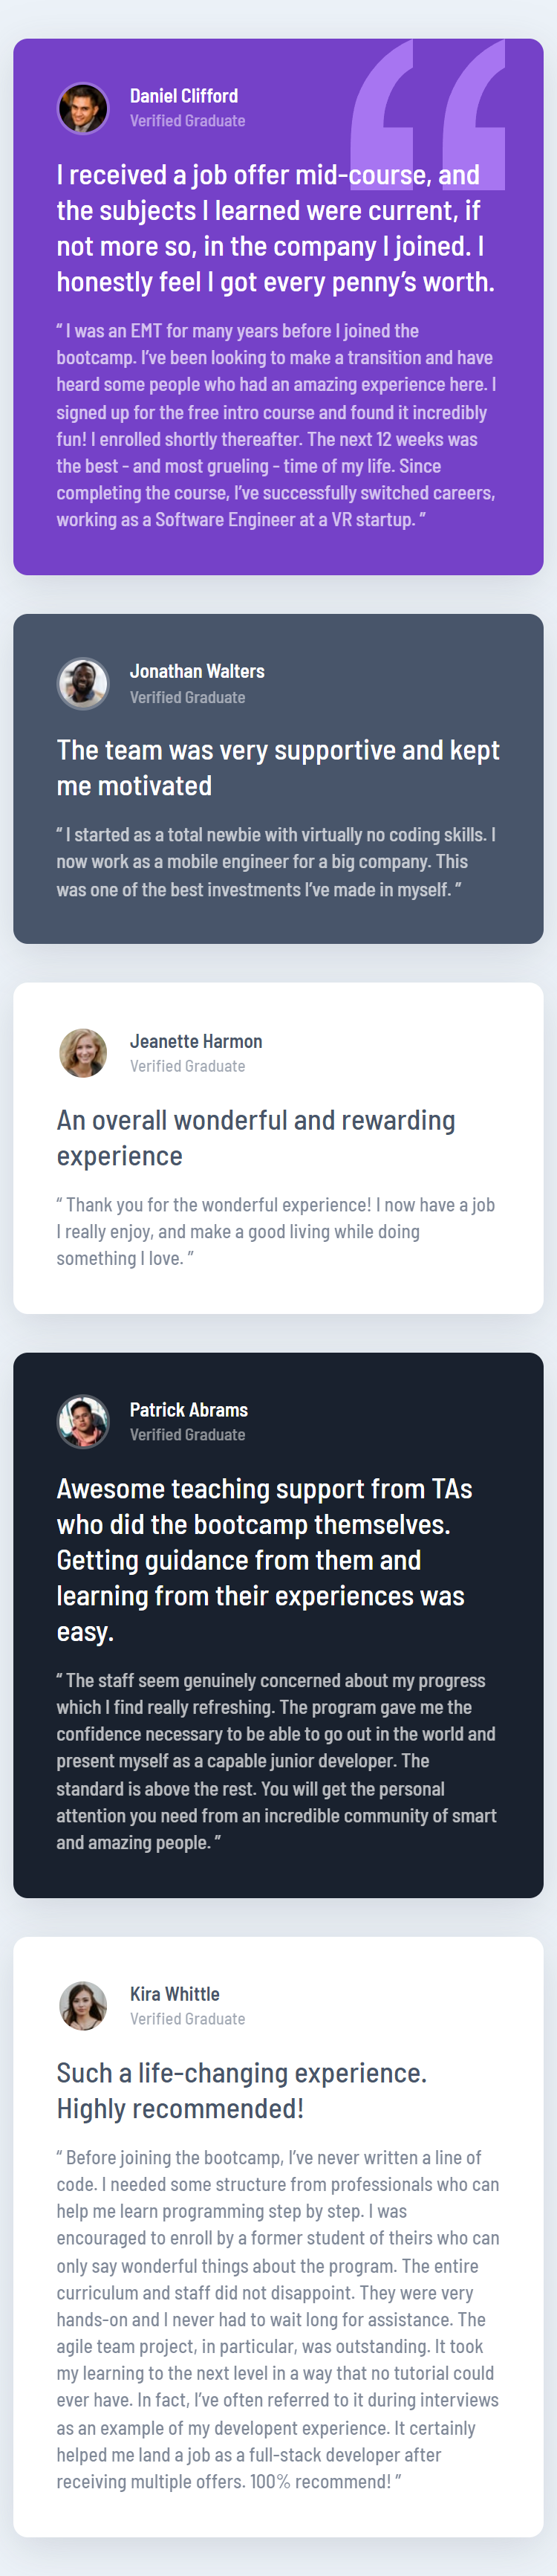 Daniel Clifford
Verified Graduate
I received a job offer mid-course, and
the subjects I learned were current, if
not more so, in the company I joined. I
honestly feel I got every penny’s worth.
“ I was an EMT for many years before I joined the
bootcamp. I’ve been looking to make a transition and have
heard some people who had an amazing experience here. I
signed up for the free intro course and found it incredibly
fun! I enrolled shortly thereafter. The next 12 weeks was
the best - and most grueling - time of my life. Since
completing the course, I’ve successfully switched careers,
working as a Software Engineer at a VR startup. ”
Jonathan Walters
Verified Graduate
The team was very supportive and kept
me motivated
“ I started as a total newbie with virtually no coding skills. I
now work as a mobile engineer for a big company. This
was one of the best investments I’ve made in myself. ”
Jeanette Harmon
Verified Graduate
An overall wonderful and rewarding
experience
“ Thank you for the wonderful experience! I now have a job
I really enjoy, and make a good living while doing
something I love. ”
Patrick Abrams
Verified Graduate
Awesome teaching support from TAs
who did the bootcamp themselves.
Getting guidance from them and
learning from their experiences was
easy.
“ The staff seem genuinely concerned about my progress
which I find really refreshing. The program gave me the
confidence necessary to be able to go out in the world and
present myself as a capable junior developer. The
standard is above the rest. You will get the personal
attention you need from an incredible community of smart
and amazing people. ”
Kira Whittle
Verified Graduate
Such a life-changing experience.
Highly recommended!
“ Before joining the bootcamp, I’ve never written a line of
code. I needed some structure from professionals who can
help me learn programming step by step. I was
encouraged to enroll by a former student of theirs who can
only say wonderful things about the program. The entire
curriculum and staff did not disappoint. They were very
hands-on and I never had to wait long for assistance. The
agile team project, in particular, was outstanding. It took
my learning to the next level in a way that no tutorial could
ever have. In fact, I’ve often referred to it during interviews
as an example of my developent experience. It certainly
helped me land a job as a full-stack developer after
receiving multiple offers. 100% recommend! ”